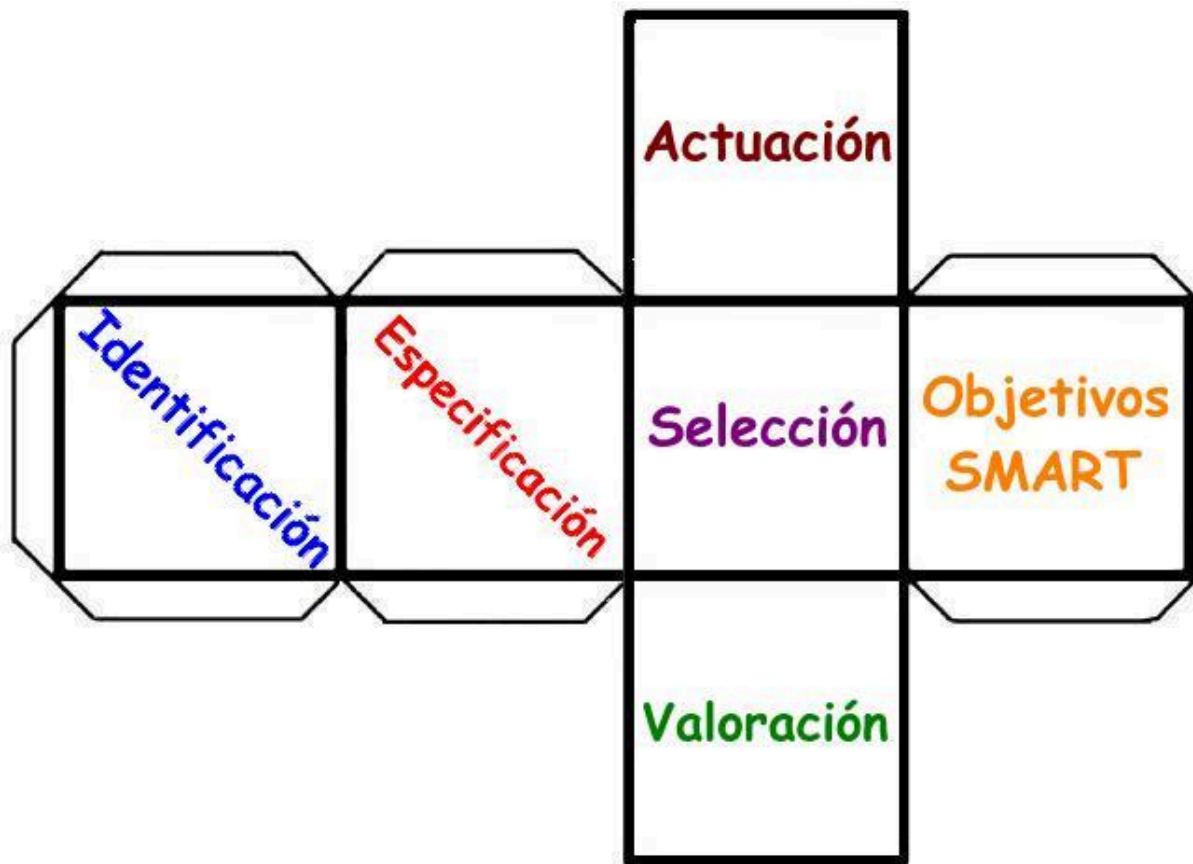 Actuación
Identificación
Especificación
Selección
Objetivos
SMART
Valoración